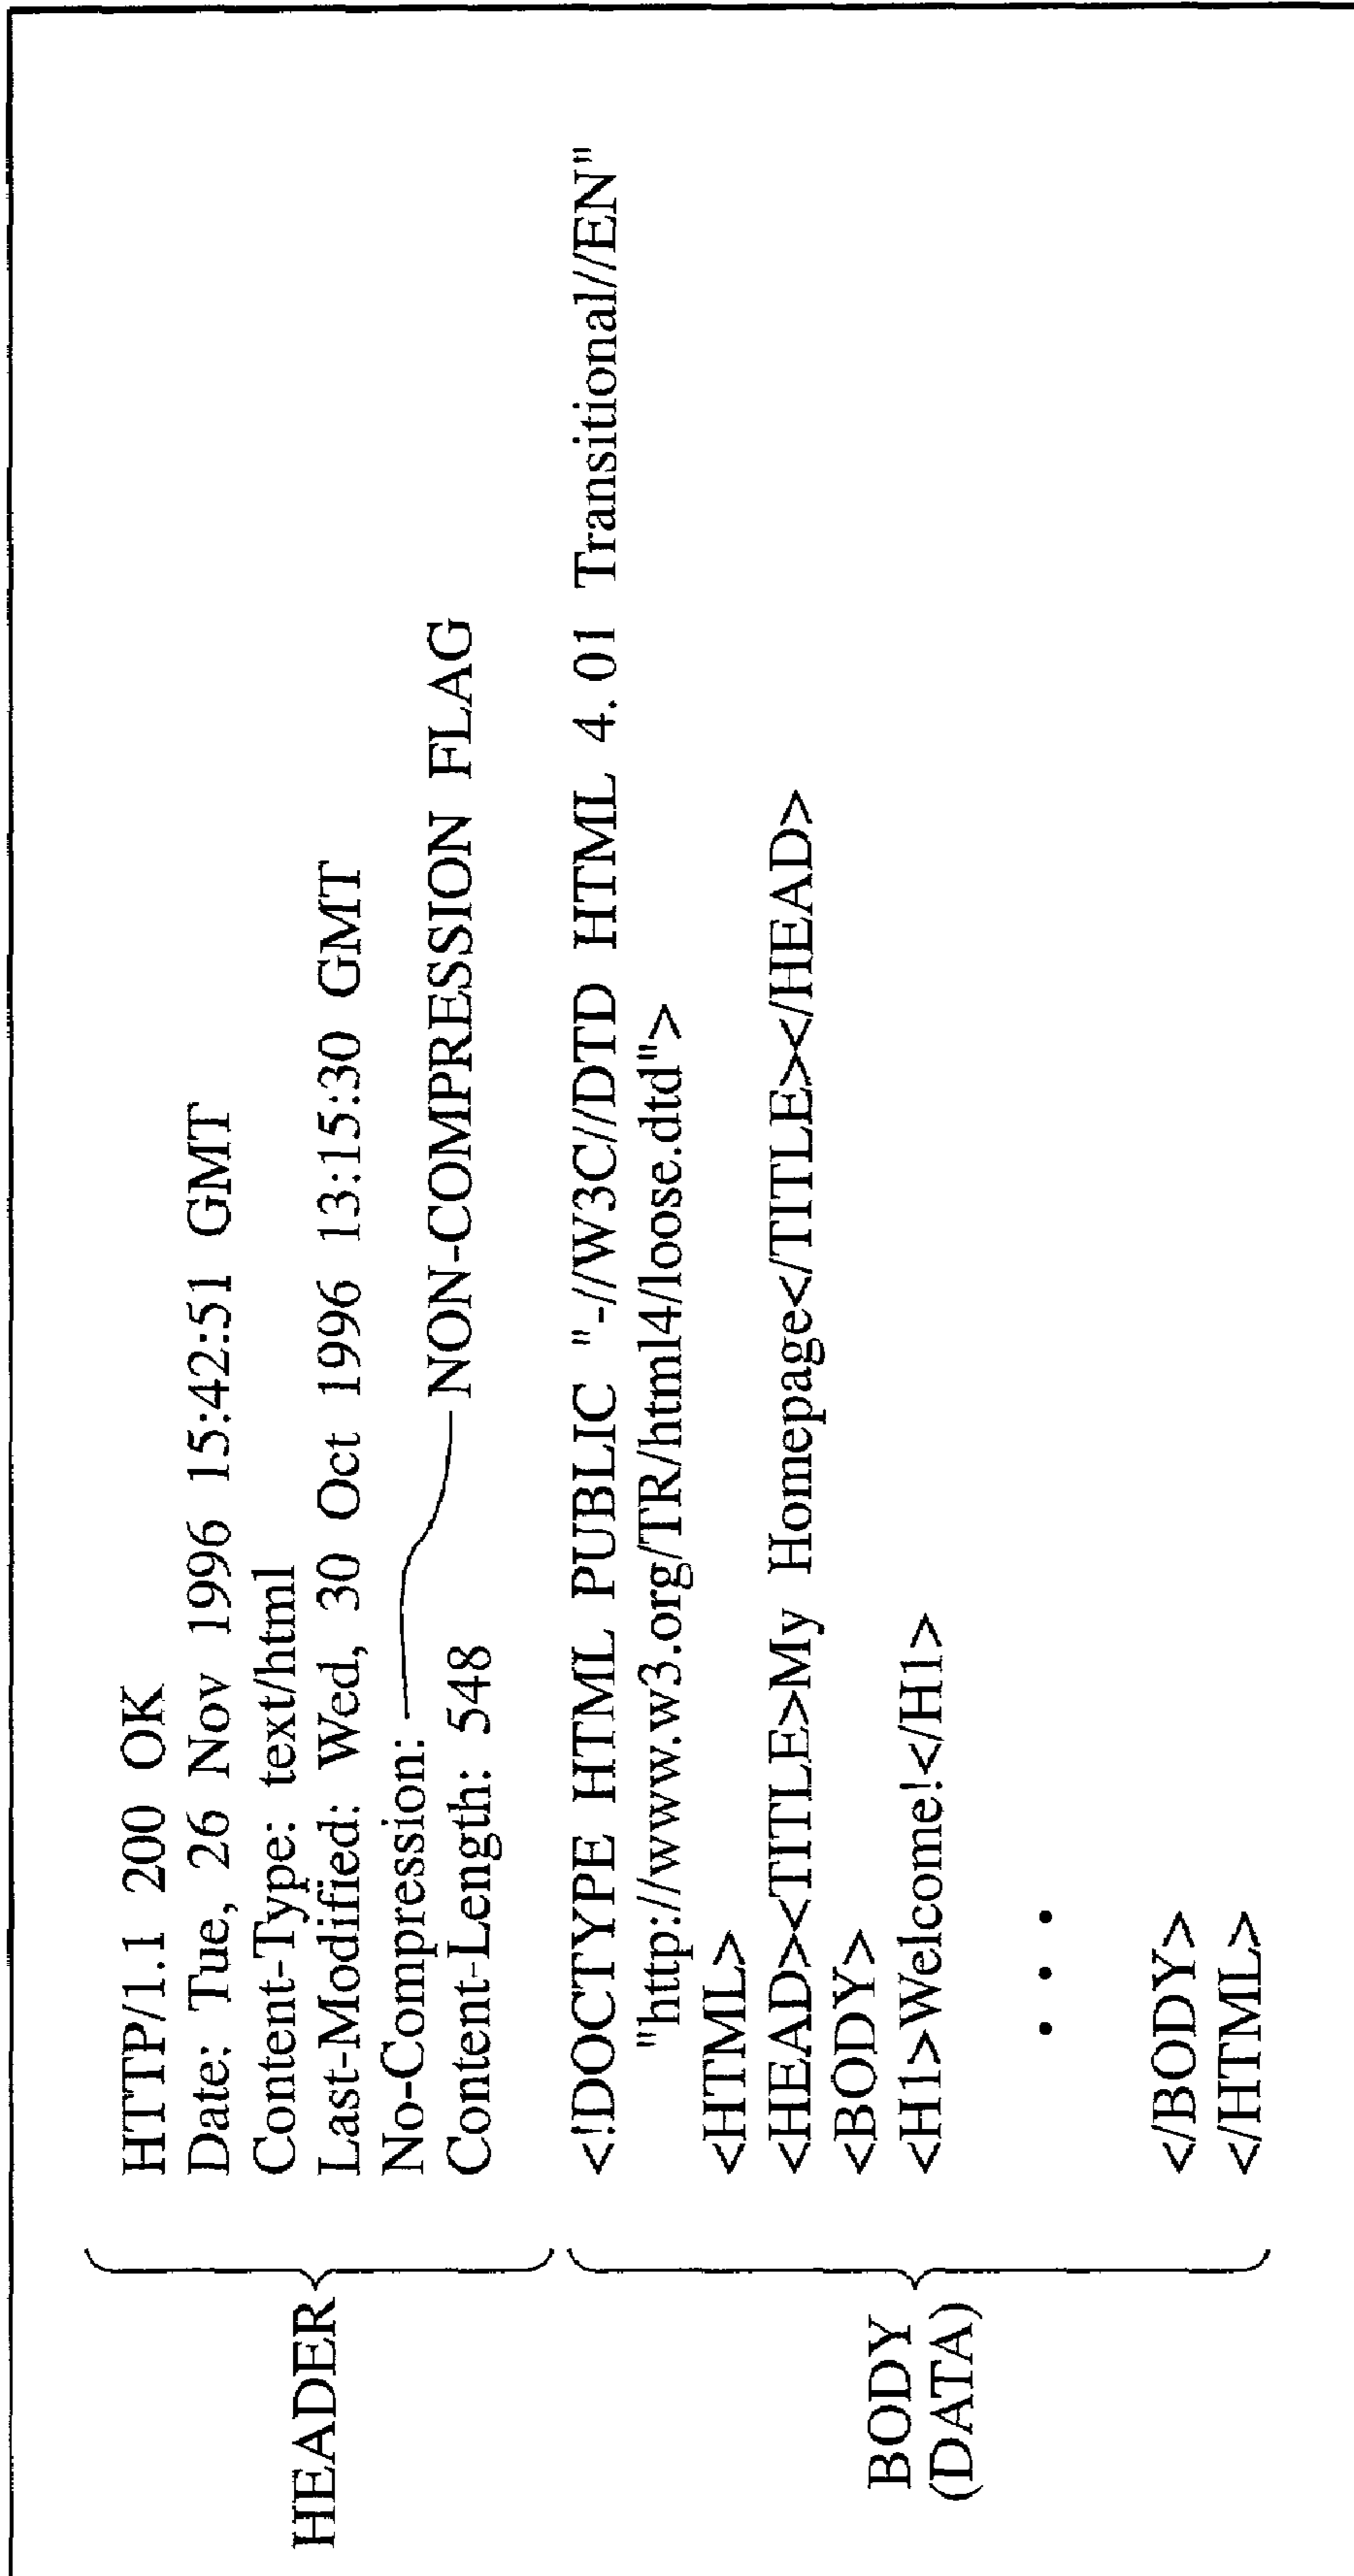 HEADER
HTTP/1.1 200 OK
Date: Tue, 26 Nov 1996 15:42:51 GMT
Content-Type: text/html
Last-Modified: Wed, 30 Oct 1996 13:15:30 GMT
No-Compression:
NON-COMPRESSION FLAG
Content-Length: 548
BODY
(DATA)
<!DOCTYPE HTML PUBLIC "-//W3C//DTD HTML 4. 01 Transitional//EN"
"http://www.w3.org/TR/html4/loose.dtd">
<HTML>
<HEAD><TITLE>My Homepage</TITLE></HEAD>
<BODY>
<H1>Welcome!</H1>
• • •
</BODY>
</HTML>